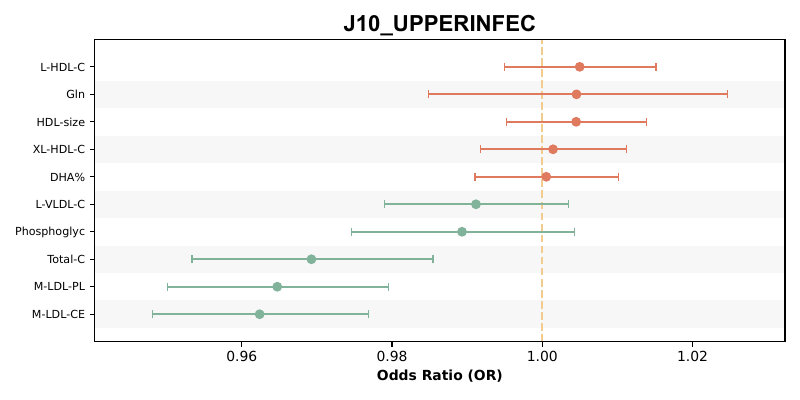 J10_UPPERINFEC
L-HDL-C
Gln
HDL-size
XL-HDL-C
DHA%
L-VLDL-C
Phosphoglyc
Total-C
M-LDL-PL
M-LDL-CE
0.96 0.98 1.00 1.02
Odds Ratio (OR)